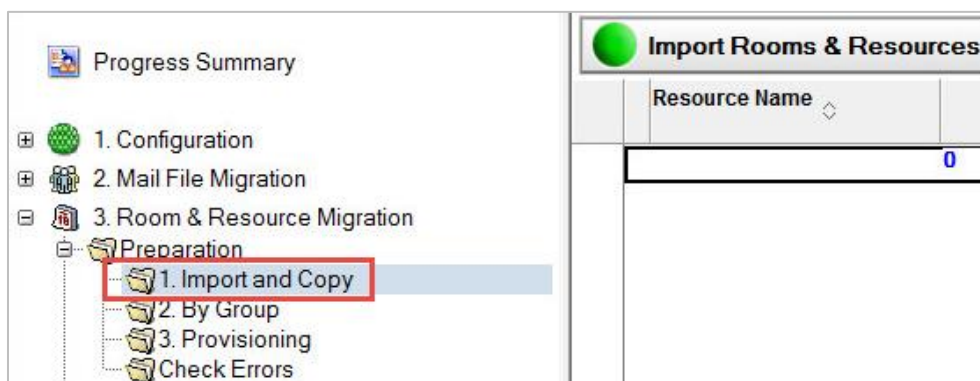 Progress Summary
1. Configuration
2. Mail File Migration
3. Room & Resource Migration
Preparation
1. Import and Copy
2. By Group
3. Provisioning
Check Errors
Import Rooms & Resources
Resource Name
0